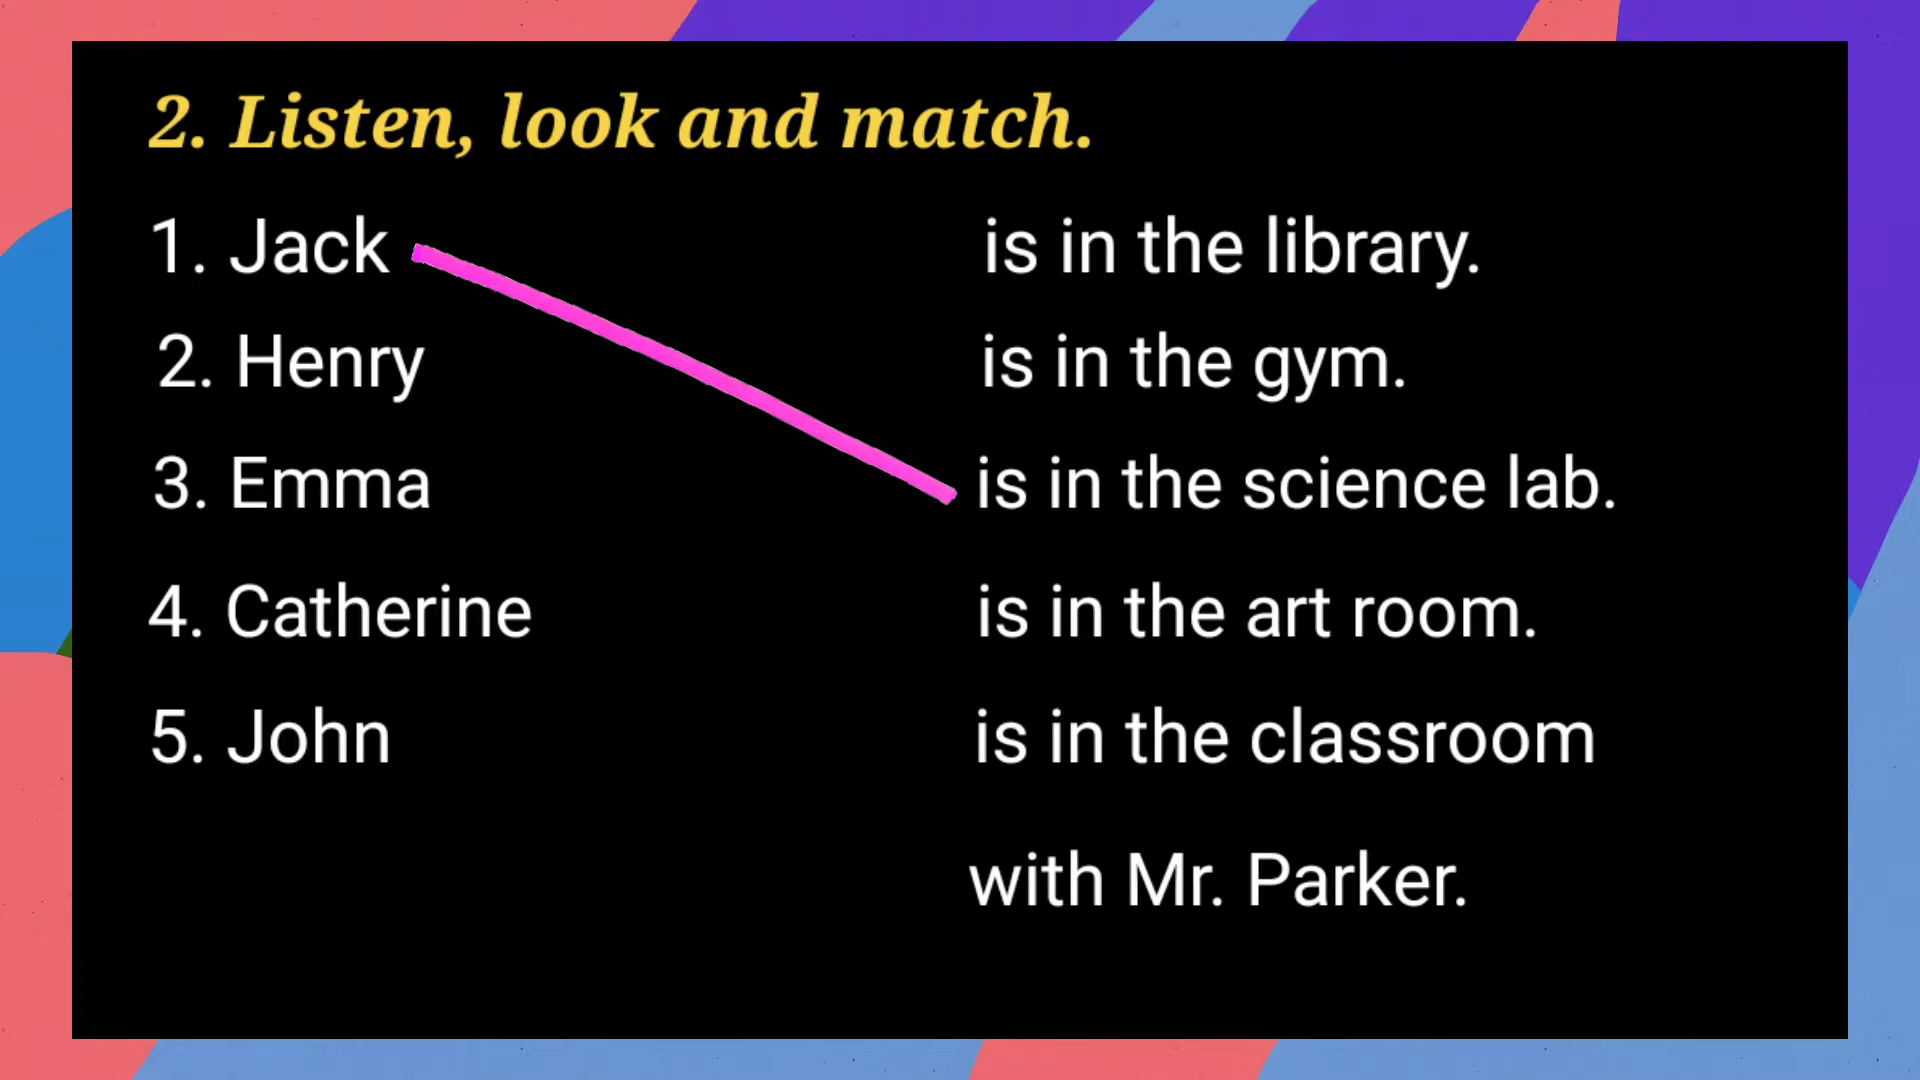 2. Listen, look and match.
1. Jack is in the library.
2. Henry is in the gym.
3. Emma is in the science lab.
4. Catherine is in the art room.
5. John is in the classroom
with Mr. Parker.